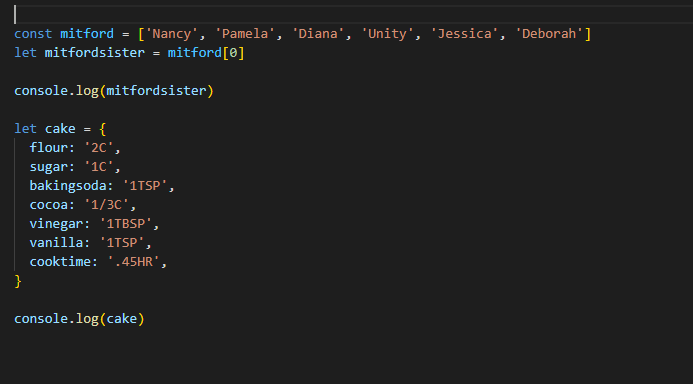 const mitford = ['Nancy', 'Pamela', 'Diana', 'Unity', 'Jessica', 'Deborah']
let mitfordsister = mitford[0]
console.log(mitfordsister)
let cake = {
flour: '2C',
sugar: '1C',
bakingsoda: '1TSP',
cocoa: '1/3C',
vinegar: '1TBSP',
vanilla: '1TSP',
cooktime: '.45HR',
}
console.log(cake)